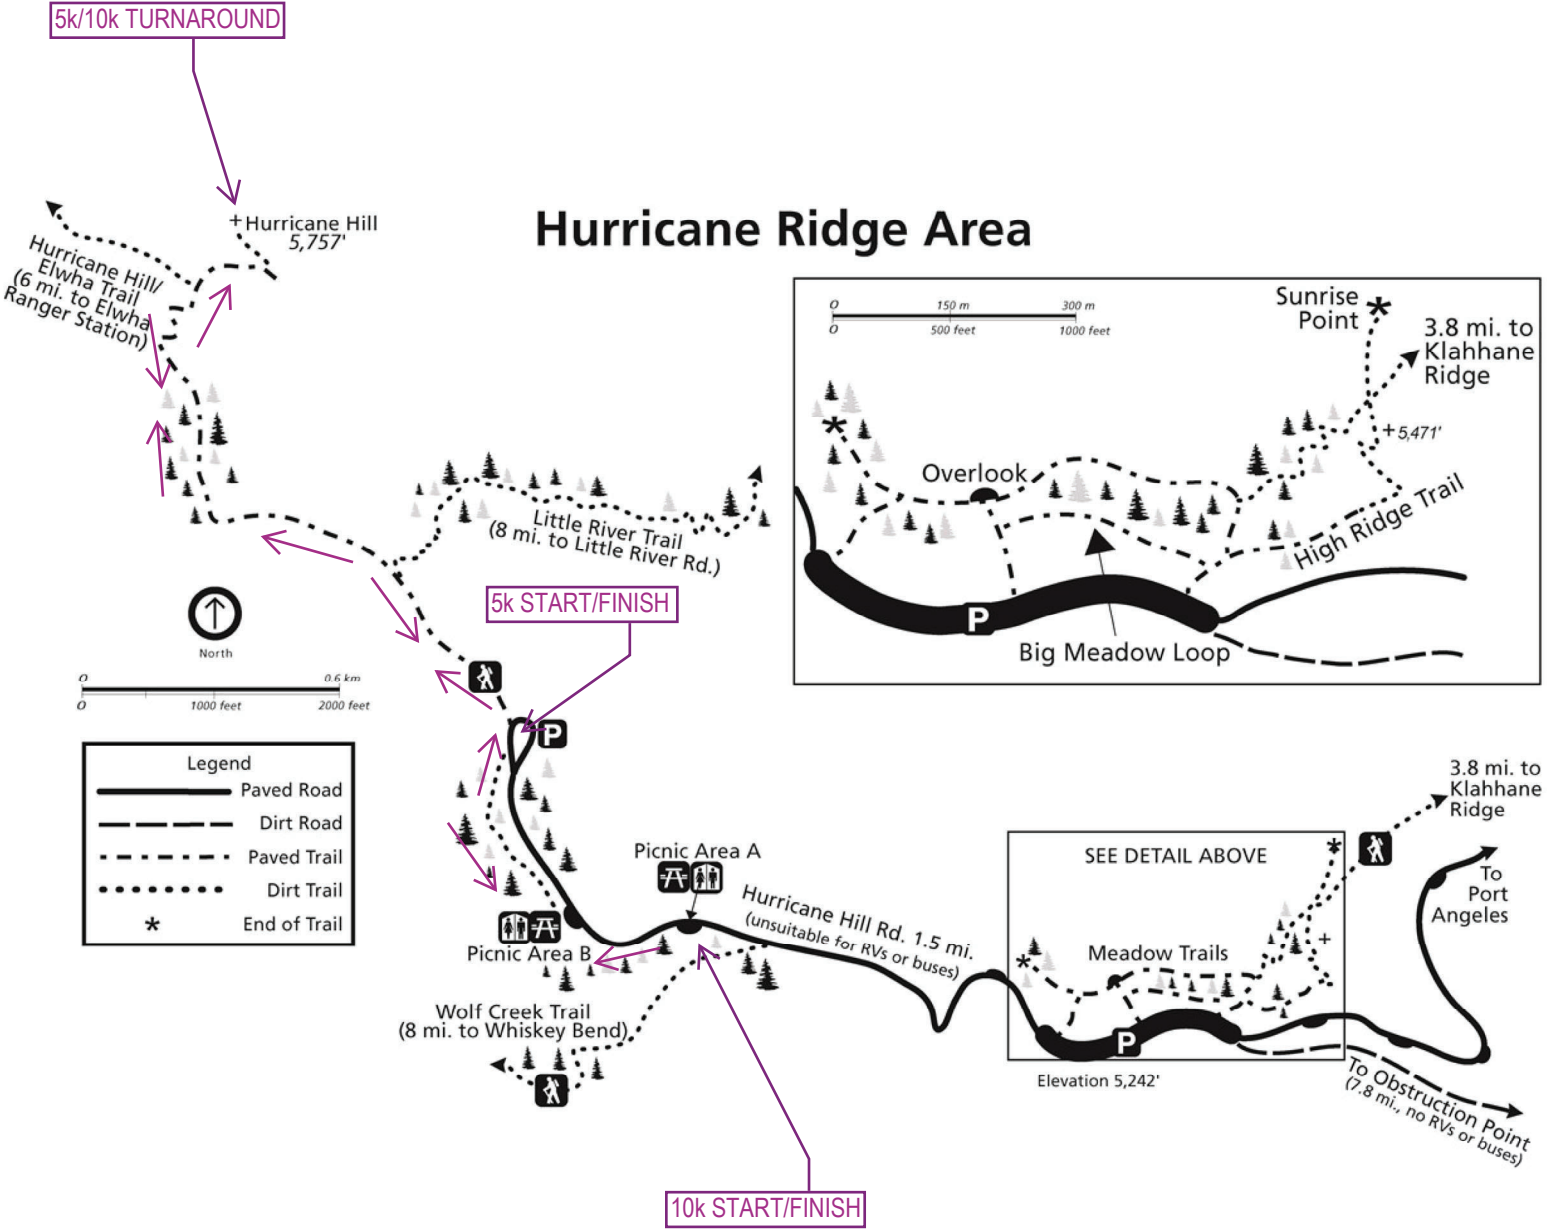 5k/10k TURNAROUND
Hurricane Hill
5,757'
Hurricane Hill/
Elwha Trail
(6 mi. to Elwha
Ranger Station)
Hurricane Ridge Area
0 150 m 300 m
0 500 feet 1000 feet
Sunrise
Point
3.8 mi. to
Klahhane
Ridge
5,471'
Overlook
High Ridge Trail
P
Big Meadow Loop
Little River Trail
(8 mi. to Little River Rd.)
5k START/FINISH
North
0 0.6 km
0 1000 feet 2000 feet
P
Legend
Paved Road
Dirt Road
Paved Trail
Dirt Trail
* End of Trail
Picnic Area A
Picnic Area B
Hurricane Hill Rd. 1.5 mi.
(unsuitable for RVs or buses)
Wolf Creek Trail
(8 mi. to Whiskey Bend)
SEE DETAIL ABOVE
Meadow Trails
P
Elevation 5,242'
3.8 mi. to
Klahhane
Ridge
To
Port
Angeles
To Obstruction Point
(7.8 mi., no RVs or buses)
10k START/FINISH